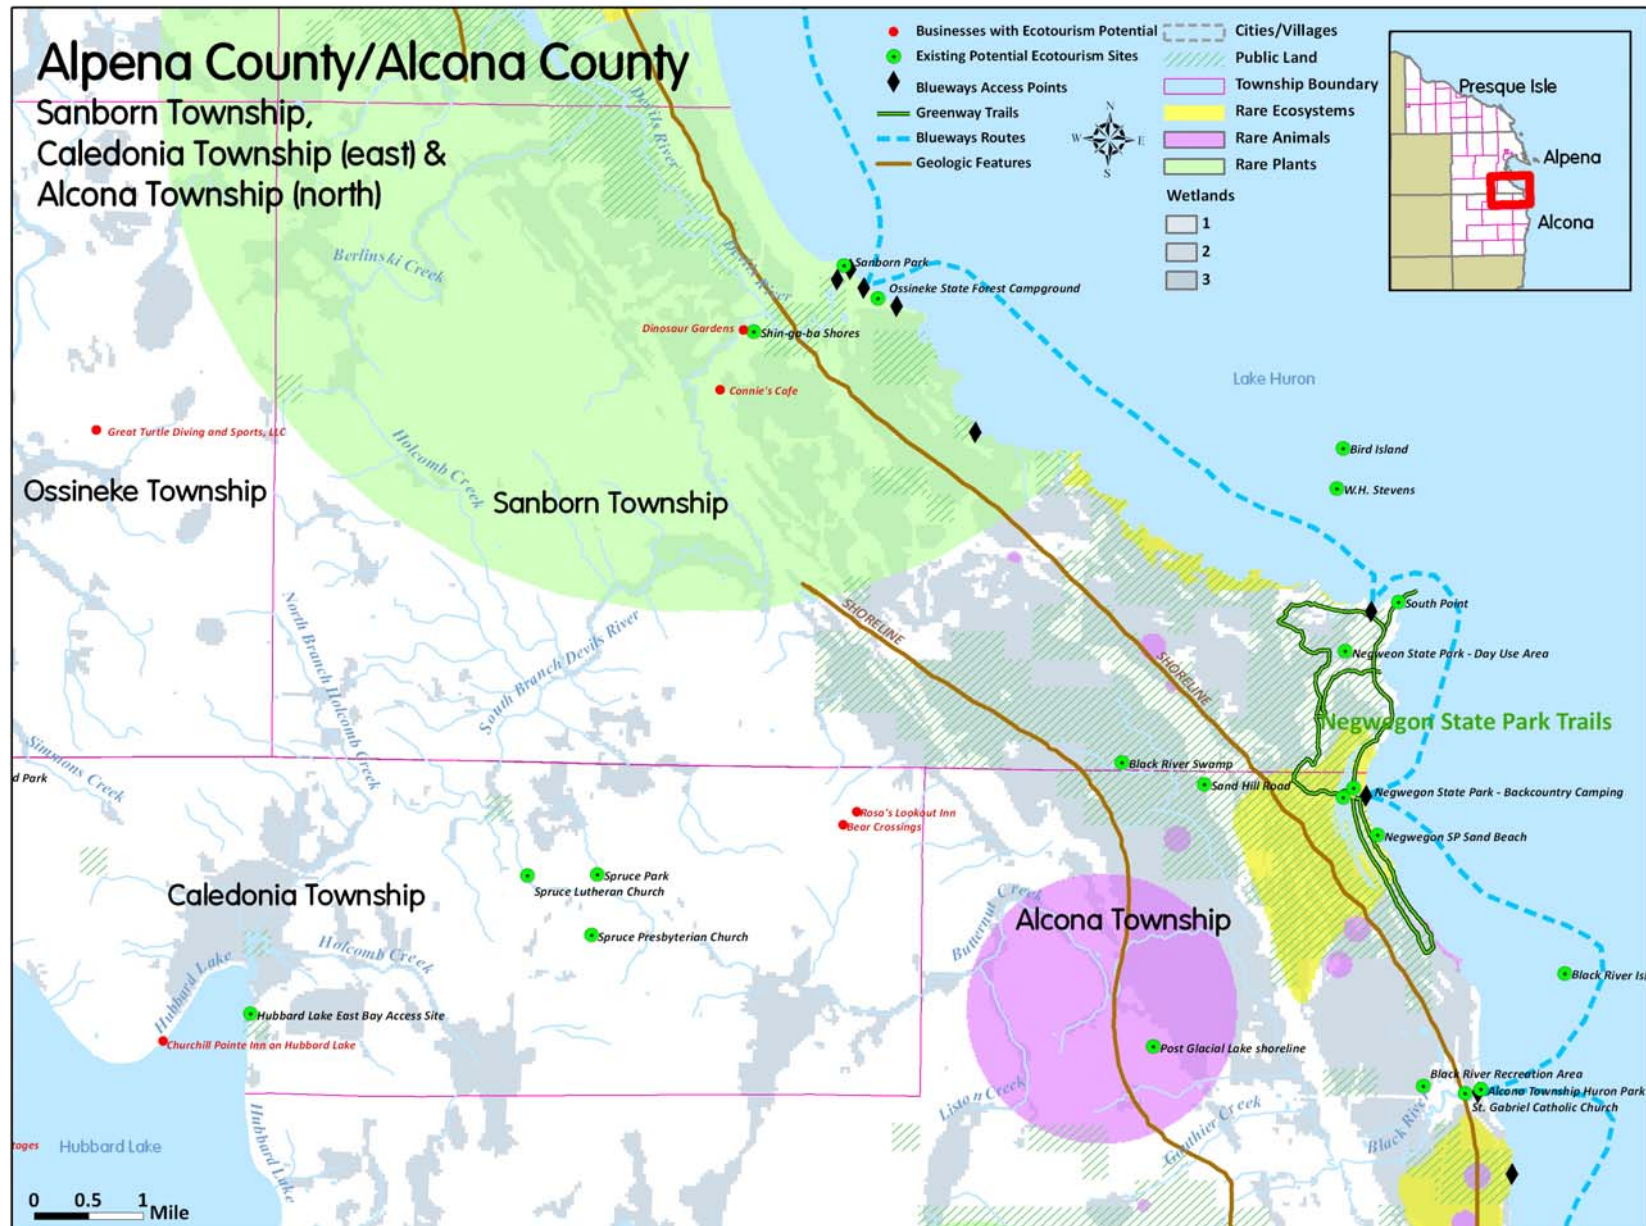 Alpena County/Alcona County
Sanborn Township,
Caledonia Township (east) &
Alcona Township (north)
Businesses with Ecotourism Potential
Existing Potential Ecotourism Sites
Blueways Access Points
Greenway Trails
Blueways Routes
Geologic Features
Cities/Villages
Public Land
Township Boundary
Rare Ecosystems
Rare Animals
Rare Plants
Wetlands
1
2
3
N
W E
S
Presque Isle
Alpena
Alcona
Devils River
Devils River
Berlinski Creek
Sanborn Park
Ossineke State Forest Campground
Dinosaur Gardens
Shin-ga-ba Shores
Connie's Cafe
Lake Huron
Great Turtle Diving and Sports, LLC
Holcomb Creek
Bird Island
W.H. Stevens
Ossineke Township
Sanborn Township
North Branch Holcomb Creek
South Branch Devils River
SHORELINE
SHORELINE
South Point
Negweon State Park - Day Use Area
Negwegon State Park Trails
Simmons Creek
d Park
Black River Swamp
Sand Hill Road
Negwegon State Park - Backcountry Camping
Rosa's Lookout Inn
Bear Crossings
Negwegon SP Sand Beach
Spruce Park
Spruce Lutheran Church
Caledonia Township
Butternut Creek
Alcona Township
Spruce Presbyterian Church
Holcomb Creek
Hubbard Lake
Black River Is
Hubbard Lake East Bay Access Site
Churchill Pointe Inn on Hubbard Lake
Post Glacial Lake shoreline
Black River Recreation Area
Alcona Township Huron Park
St. Gabriel Catholic Church
Liston Creek
Gauthier Creek
Black River
Hubbard Lake
tages
Hubbard Lake
0 0.5 1
Mile